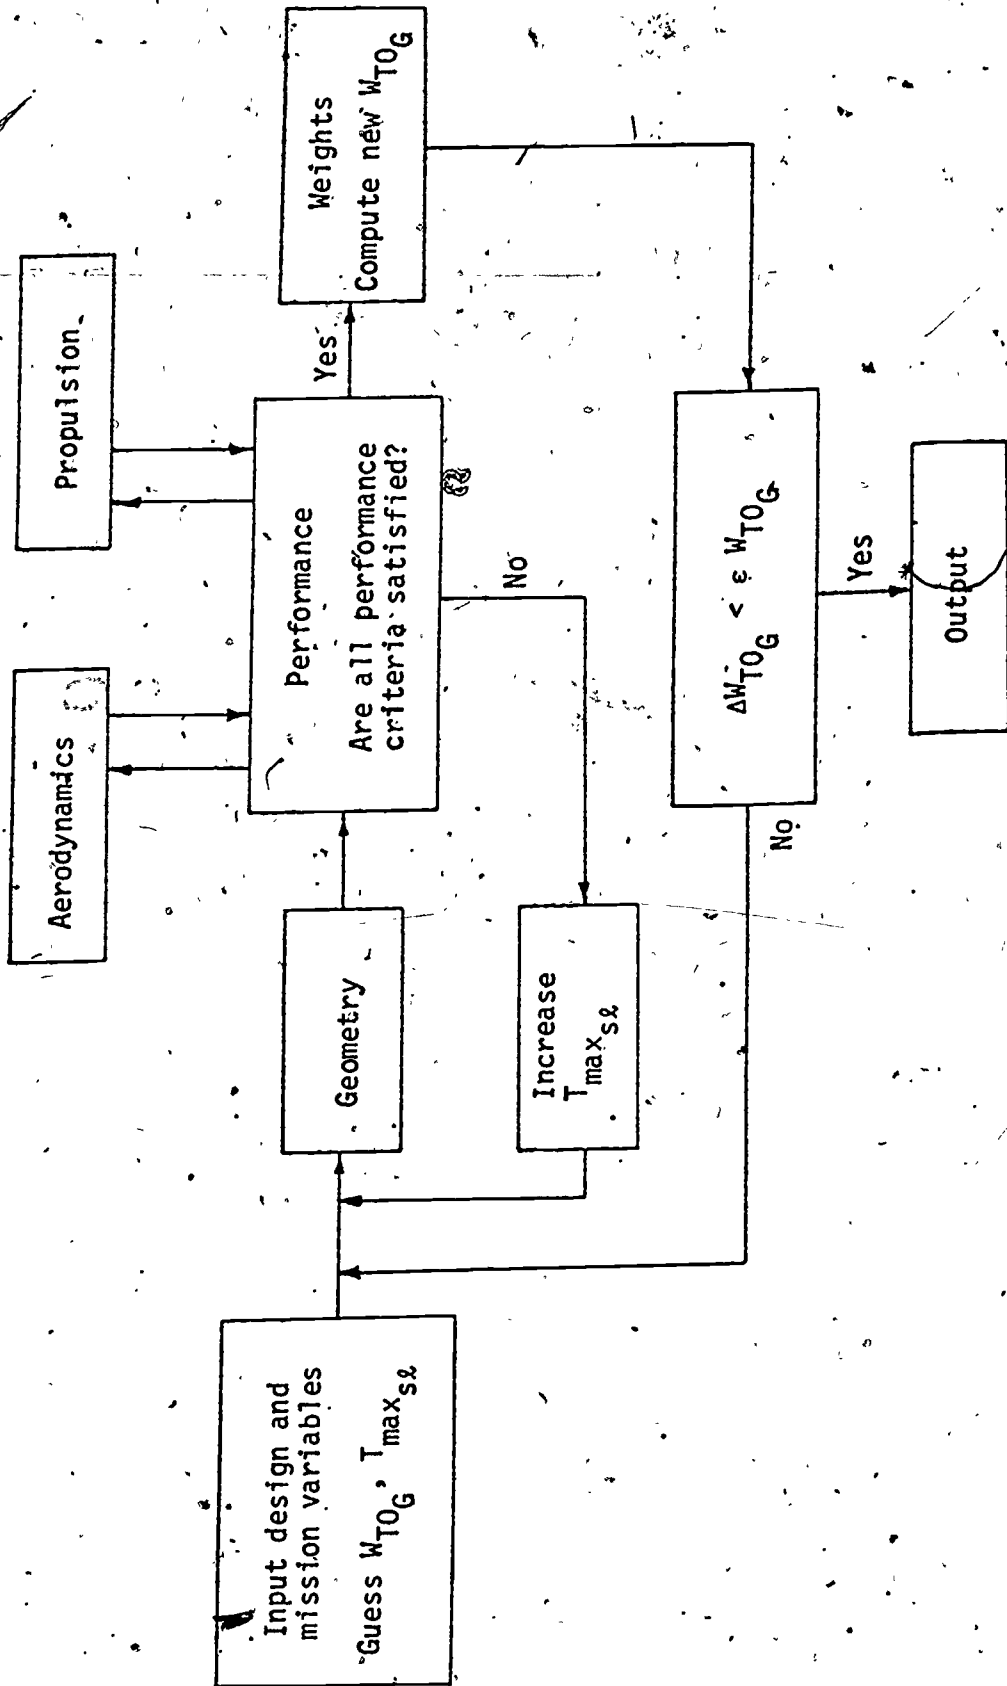 Input design and
mission variables
Guess W_TO_G, T_max_sℓ
Geometry
Increase
T_max_sℓ
Aerodynamics
Propulsion
Performance
Are all performance
criteria satisfied?
Yes
No
Weights
Compute new W_TO_G
ΔW_TO_G < ε W_TO_G
No
Yes
Output